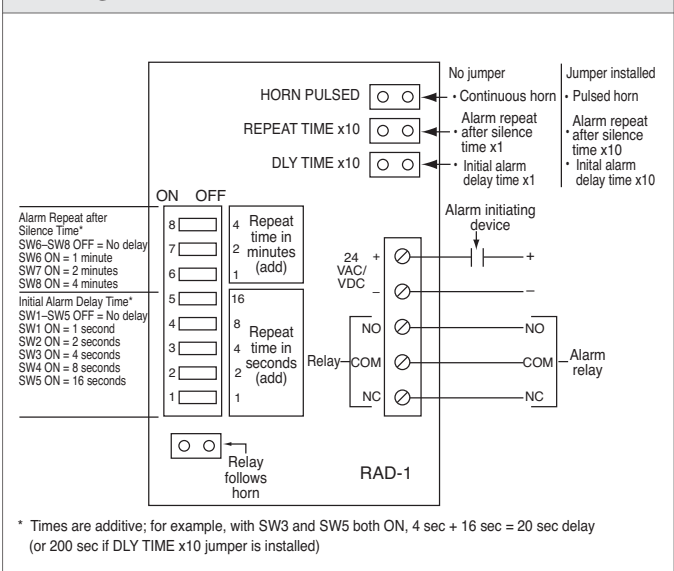 No jumper
Jumper installed
HORN PULSED
• Continuous horn
• Pulsed horn
REPEAT TIME x10
• Alarm repeat
after silence
time x1
• Alarm repeat
after silence
time x10
DLY TIME x10
• Initial alarm
delay time x1
• Inital alarm
delay time x10
ON OFF
Alarm Repeat after
Silence Time*
SW6–SW8 OFF = No delay
SW6 ON = 1 minute
SW7 ON = 2 minutes
SW8 ON = 4 minutes
Initial Alarm Delay Time*
SW1–SW5 OFF = No delay
SW1 ON = 1 second
SW2 ON = 2 seconds
SW3 ON = 4 seconds
SW4 ON = 8 seconds
SW5 ON = 16 seconds
8 4
7 2
6 1
5 16
4 8
3 4
2 2
1 1
Repeat
time in
minutes
(add)
Repeat
time in
seconds
(add)
Alarm initiating
device
24
VAC/
VDC
+
–
+
–
Relay
NO
COM
NC
NO
COM
NC
Alarm
relay
Relay
follows
horn
RAD-1
* Times are additive; for example, with SW3 and SW5 both ON, 4 sec + 16 sec = 20 sec delay
(or 200 sec if DLY TIME x10 jumper is installed)